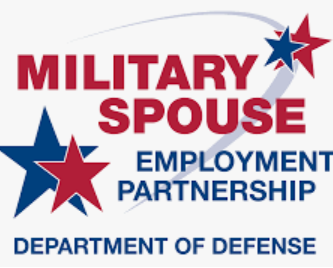 MILITARY
SPOUSE
EMPLOYMENT
PARTNERSHIP
DEPARTMENT OF DEFENSE